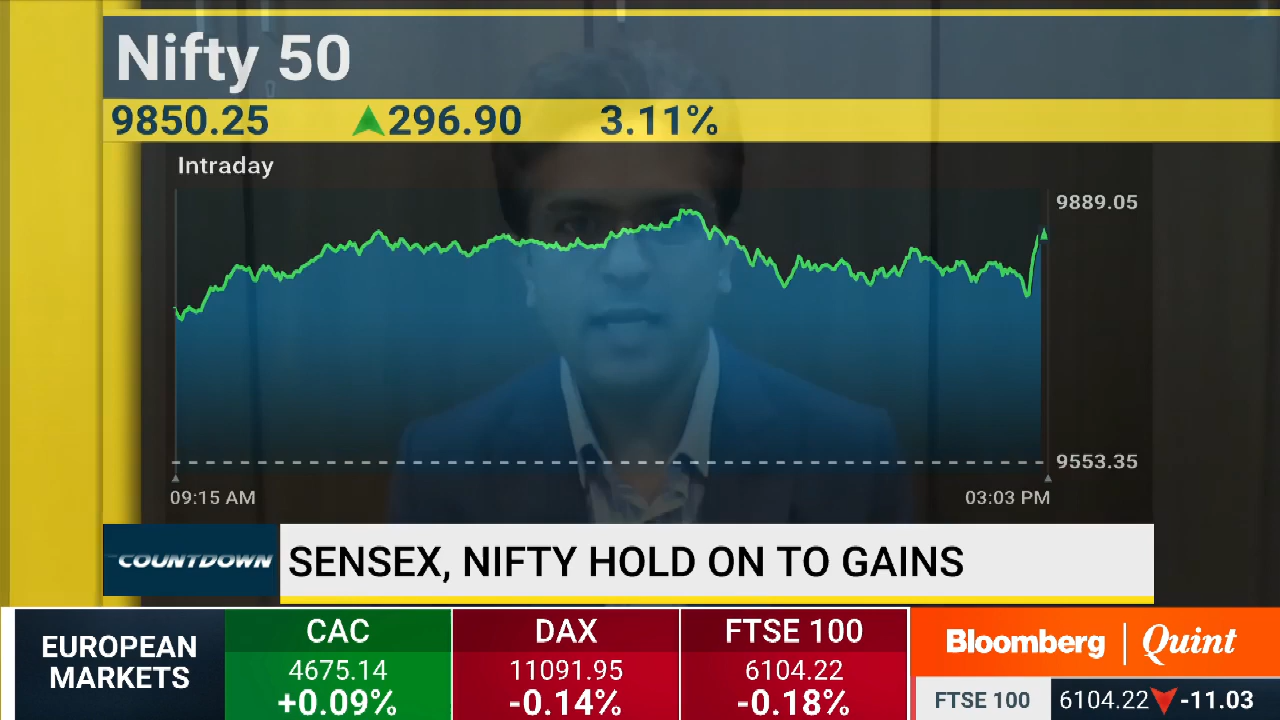 Nifty 50
9850.25 ▲296.90 3.11%
Intraday
9889.05
9553.35
09:15 AM 03:03 PM
COUNTDOWN SENSEX, NIFTY HOLD ON TO GAINS
EUROPEAN
MARKETS
CAC
4675.14
+0.09%
DAX
11091.95
-0.14%
FTSE 100
6104.22
-0.18%
Bloomberg | Quint
FTSE 100 6104.22 ▼-11.03